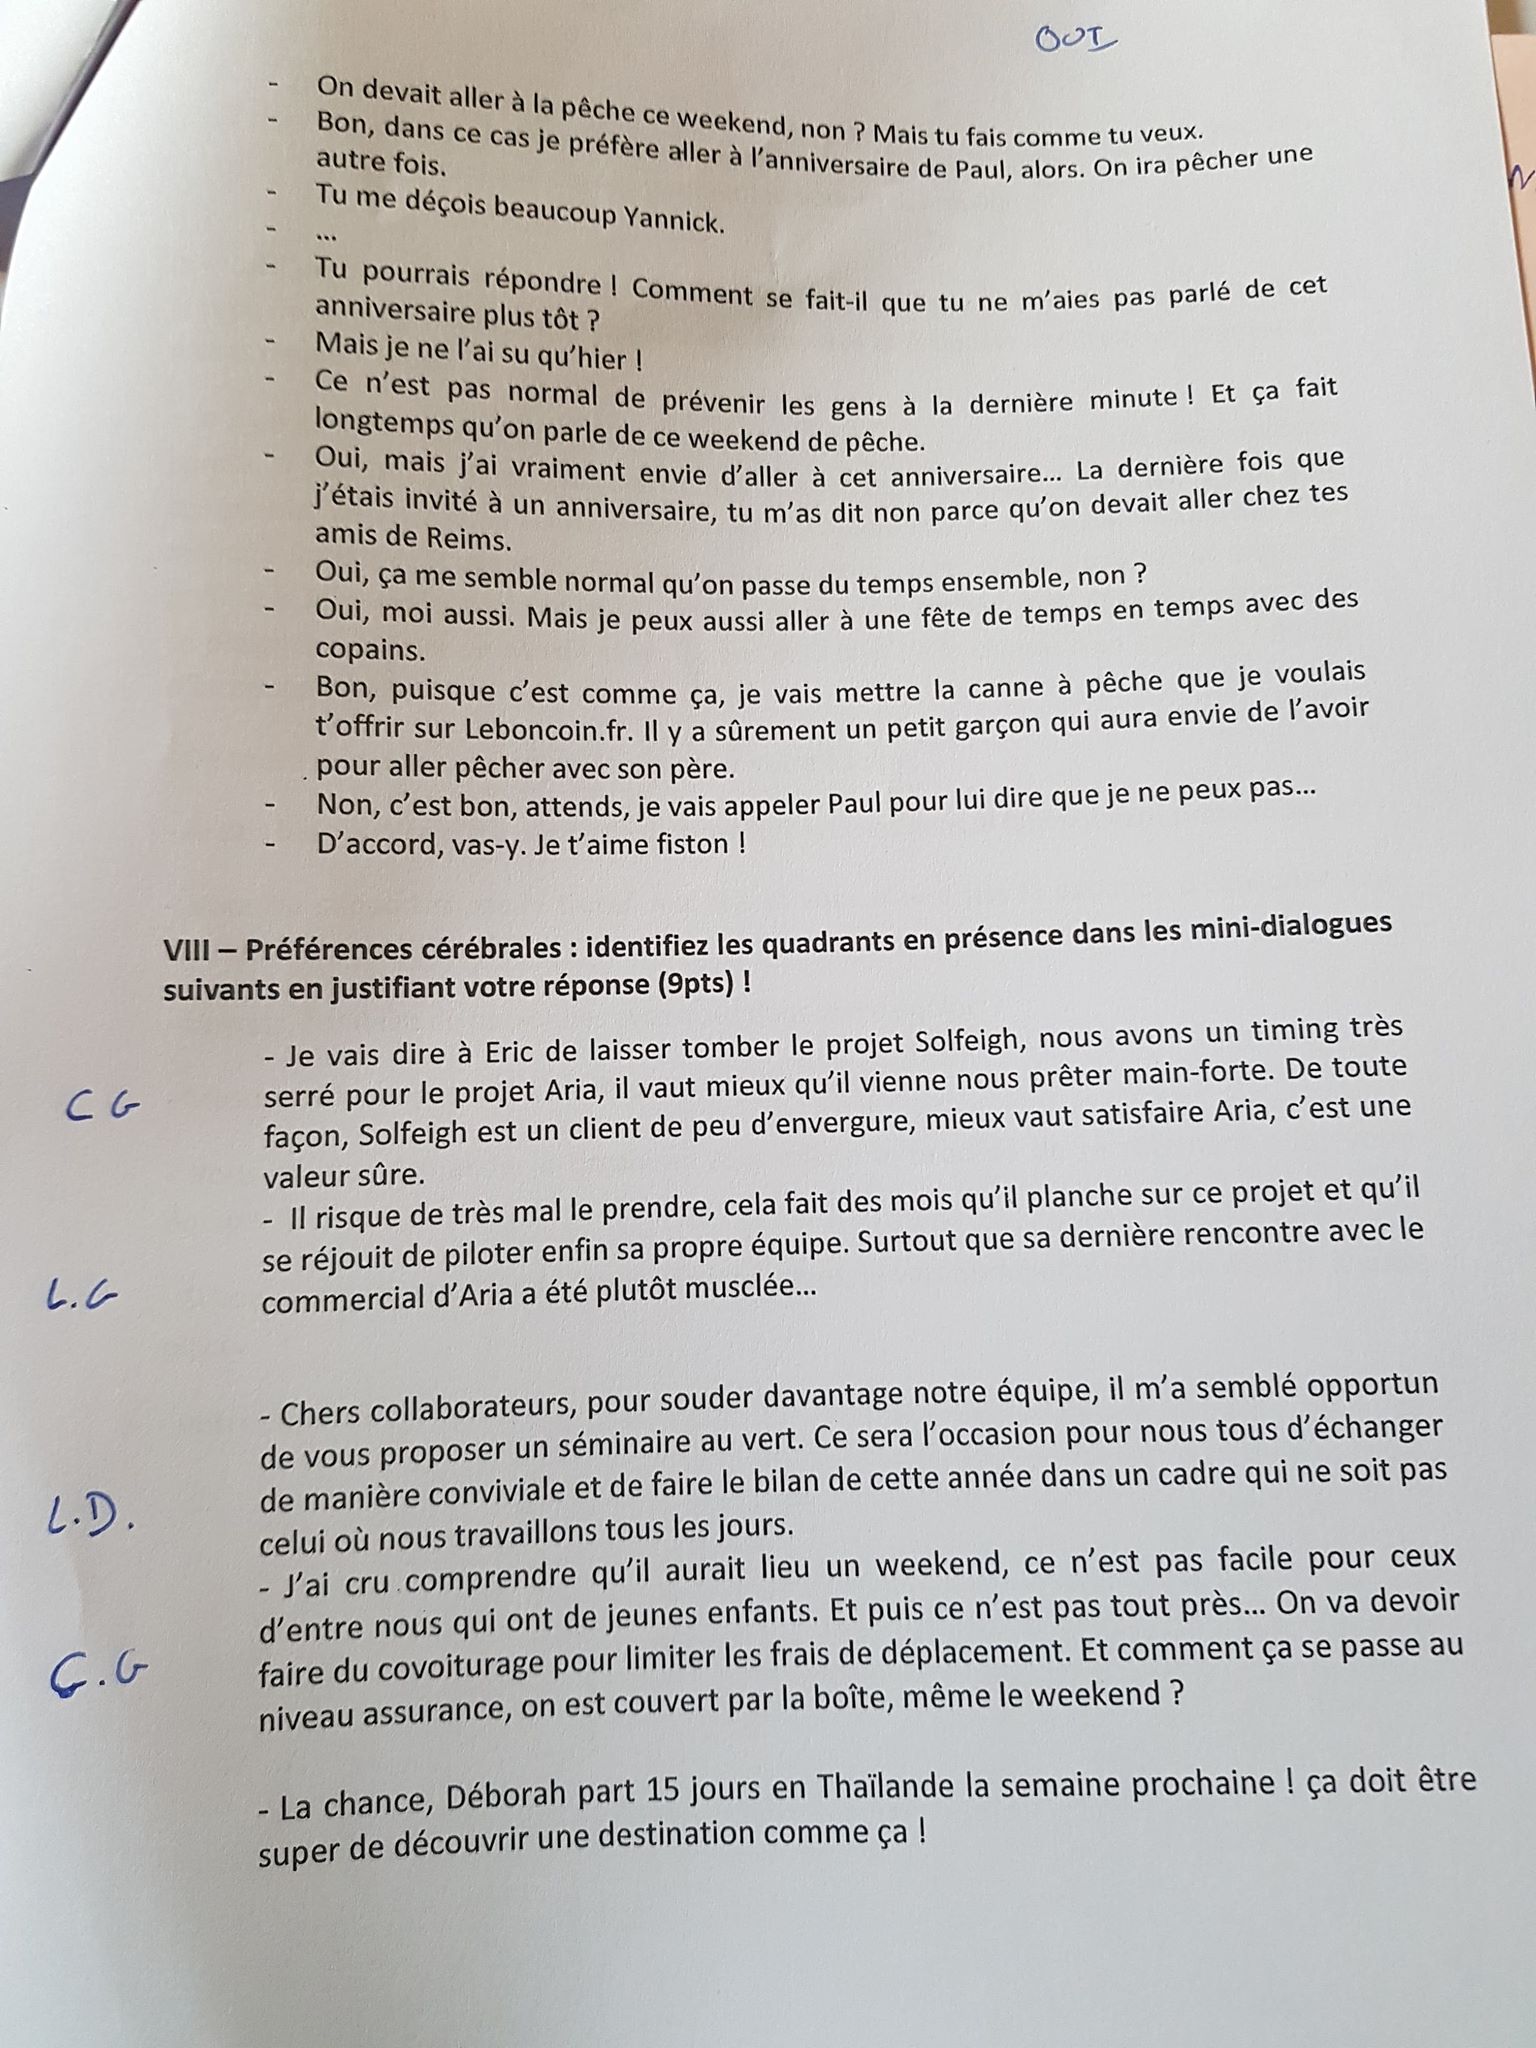 OUI
- On devait aller à la pêche ce weekend, non ? Mais tu fais comme tu veux.
- Bon, dans ce cas je préfère aller à l'anniversaire de Paul, alors. On ira pêcher une
autre fois.
- Tu me déçois beaucoup Yannick.
- ...
- Tu pourrais répondre ! Comment se fait-il que tu ne m'aies pas parlé de cet
anniversaire plus tôt ?
- Mais je ne l'ai su qu'hier !
- Ce n'est pas normal de prévenir les gens à la dernière minute ! Et ça fait
longtemps qu'on parle de ce weekend de pêche.
- Oui, mais j'ai vraiment envie d'aller à cet anniversaire... La dernière fois que
j'étais invité à un anniversaire, tu m'as dit non parce qu'on devait aller chez tes
amis de Reims.
- Oui, ça me semble normal qu'on passe du temps ensemble, non ?
- Oui, moi aussi. Mais je peux aussi aller à une fête de temps en temps avec des
copains.
- Bon, puisque c'est comme ça, je vais mettre la canne à pêche que je voulais
t'offrir sur Leboncoin.fr. Il y a sûrement un petit garçon qui aura envie de l'avoir
pour aller pêcher avec son père.
- Non, c'est bon, attends, je vais appeler Paul pour lui dire que je ne peux pas...
- D'accord, vas-y. Je t'aime fiston !
VIII – Préférences cérébrales : identifiez les quadrants en présence dans les mini-dialogues
suivants en justifiant votre réponse (9pts) !
- Je vais dire à Eric de laisser tomber le projet Solfeigh, nous avons un timing très
serré pour le projet Aria, il vaut mieux qu'il vienne nous prêter main-forte. De toute
CG
façon, Solfeigh est un client de peu d'envergure, mieux vaut satisfaire Aria, c'est une
valeur sûre.
- Il risque de très mal le prendre, cela fait des mois qu'il planche sur ce projet et qu'il
se réjouit de piloter enfin sa propre équipe. Surtout que sa dernière rencontre avec le
L.G
commercial d'Aria a été plutôt musclée...
- Chers collaborateurs, pour souder davantage notre équipe, il m'a semblé opportun
de vous proposer un séminaire au vert. Ce sera l'occasion pour nous tous d'échanger
de manière conviviale et de faire le bilan de cette année dans un cadre qui ne soit pas
L.D.
celui où nous travaillons tous les jours.
- J'ai cru comprendre qu'il aurait lieu un weekend, ce n'est pas facile pour ceux
d'entre nous qui ont de jeunes enfants. Et puis ce n'est pas tout près... On va devoir
C.G
faire du covoiturage pour limiter les frais de déplacement. Et comment ça se passe au
niveau assurance, on est couvert par la boîte, même le weekend ?
- La chance, Déborah part 15 jours en Thaïlande la semaine prochaine ! ça doit être
super de découvrir une destination comme ça !